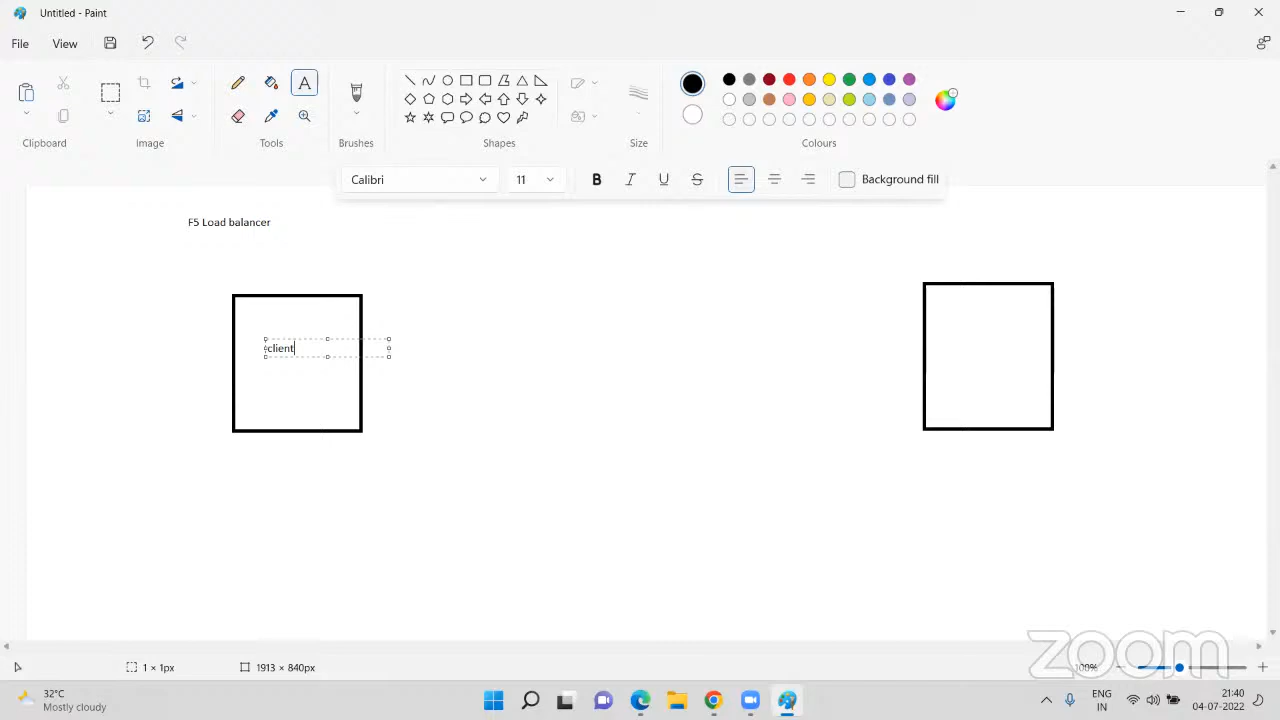 Untitled - Paint
File View
Clipboard Image Tools Brushes Shapes Size Colours
Calibri 11 B I U S Background fill
F5 Load balancer
client
zoom
1 × 1px 1913 × 840px 100%
32°C
Mostly cloudy
ENG
IN
21:40
04-07-2022